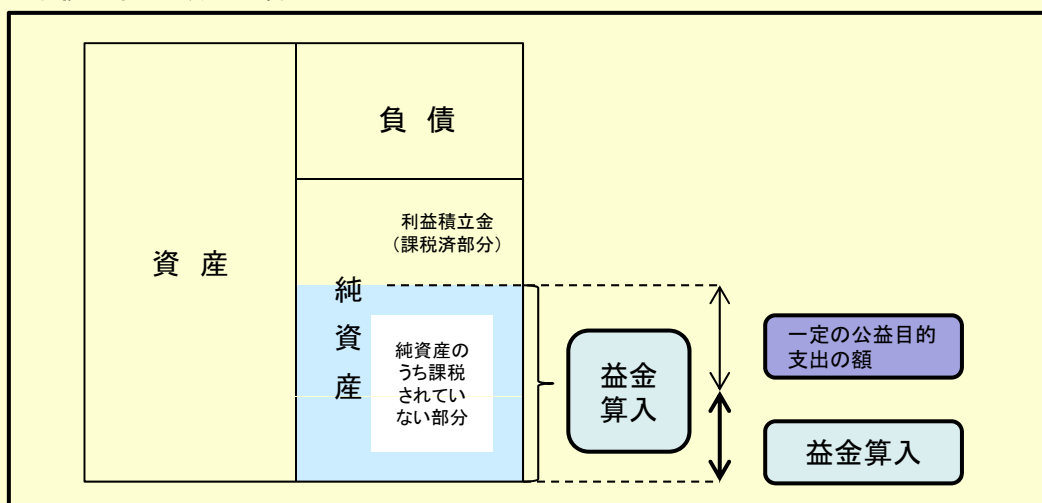 負 債
利益積立金
（課税済部分）
資 産
純
資
産
純資産の
うち課税
されてい
ない部分
益金
算入
一定の公益目的
支出の額
益金算入